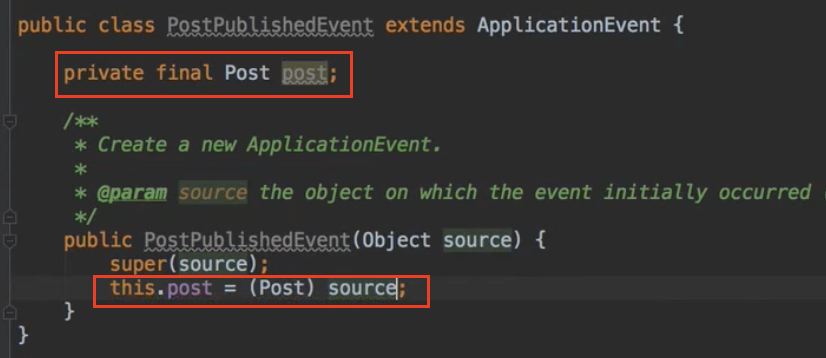 public class PostPublishedEvent extends ApplicationEvent {
private final Post post;
/**
* Create a new ApplicationEvent.
*
* @param source the object on which the event initially occurred (
*/
public PostPublishedEvent(Object source) {
super(source);
this.post = (Post) source;
}
}